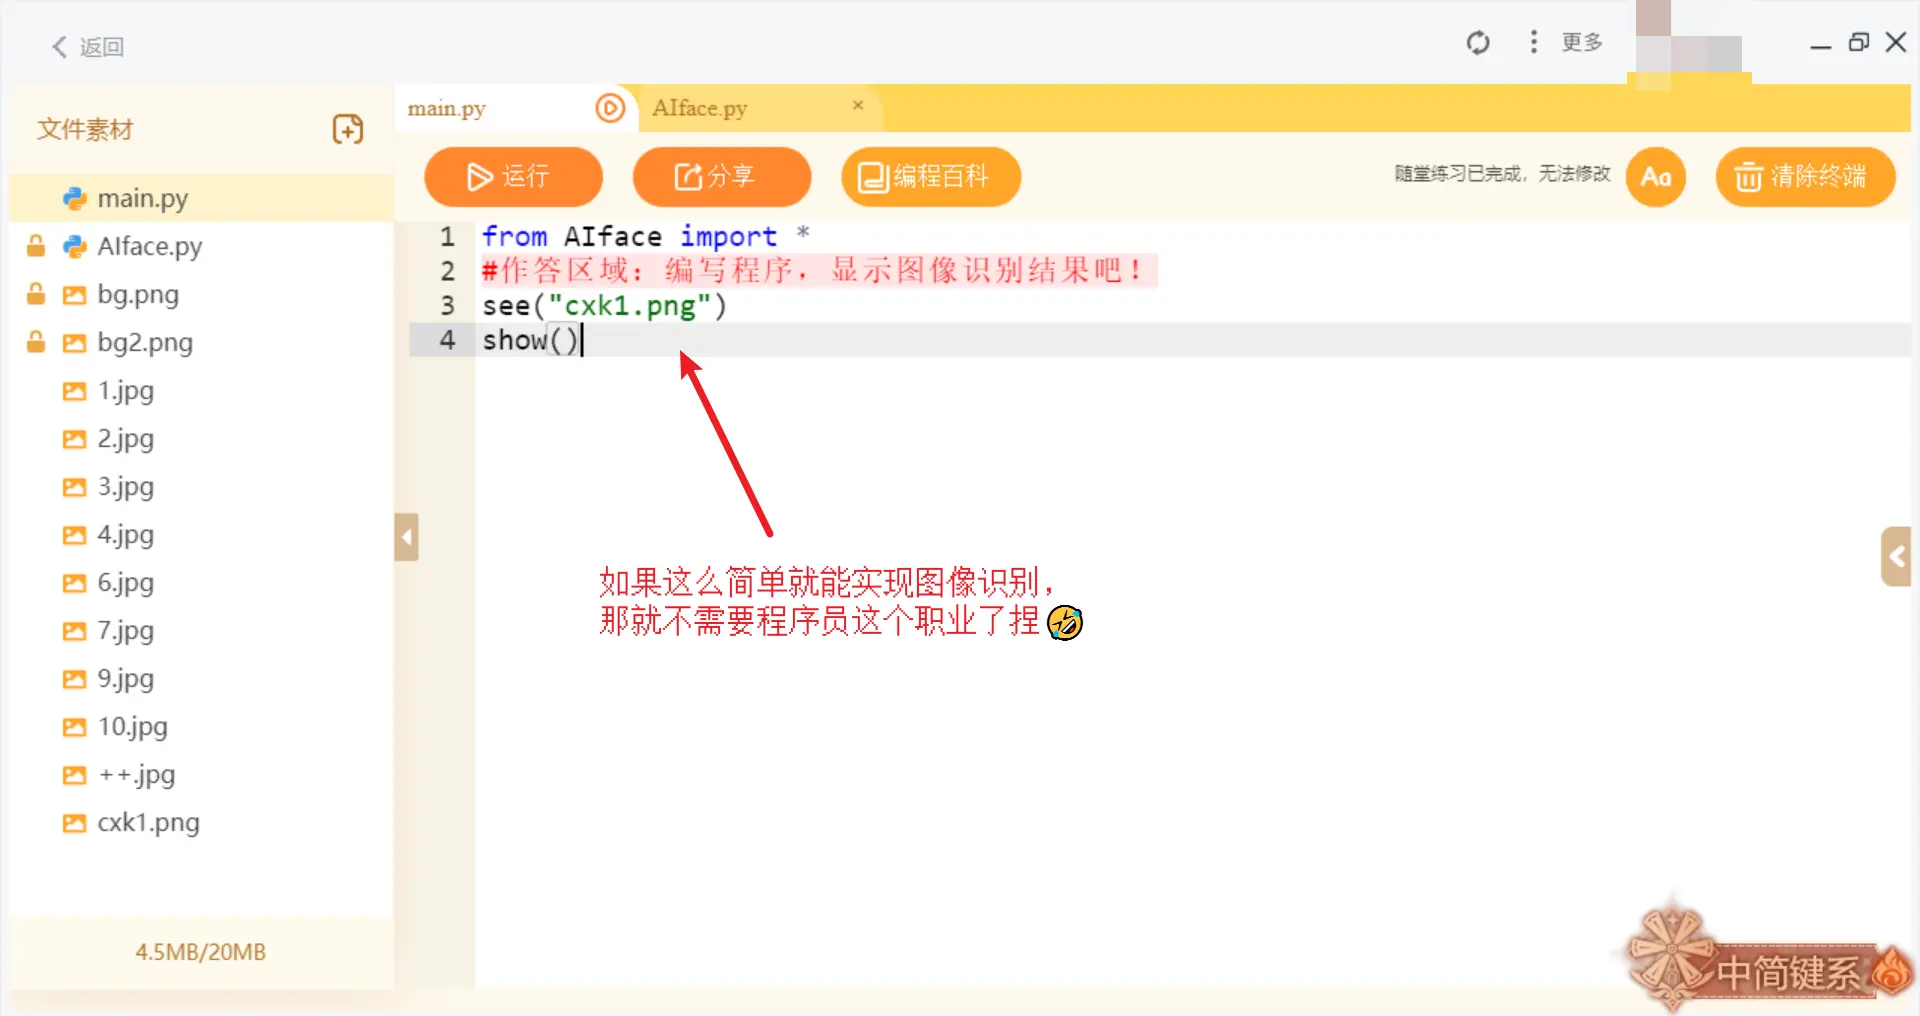 返回
更多
文件素材
main.py
AIface.py
bg.png
bg2.png
1.jpg
2.jpg
3.jpg
4.jpg
6.jpg
7.jpg
9.jpg
10.jpg
++.jpg
cxk1.png
4.5MB/20MB
main.py
AIface.py
运行
分享
编程百科
随堂练习已完成，无法修改
Aa
清除终端
1 from AIface import *
2 #作答区域：编写程序，显示图像识别结果吧！
3 see("cxk1.png")
4 show()
如果这么简单就能实现图像识别，
那就不需要程序员这个职业了捏🤣
中简键系